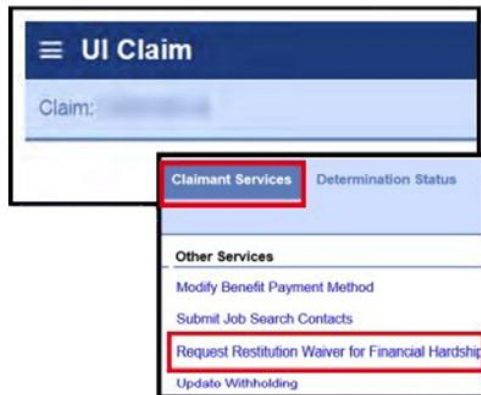 UI Claim
Claim:
Claimant Services Determination Status
Other Services
Modify Benefit Payment Method
Submit Job Search Contacts
Request Restitution Waiver for Financial Hardship
Update Withholding